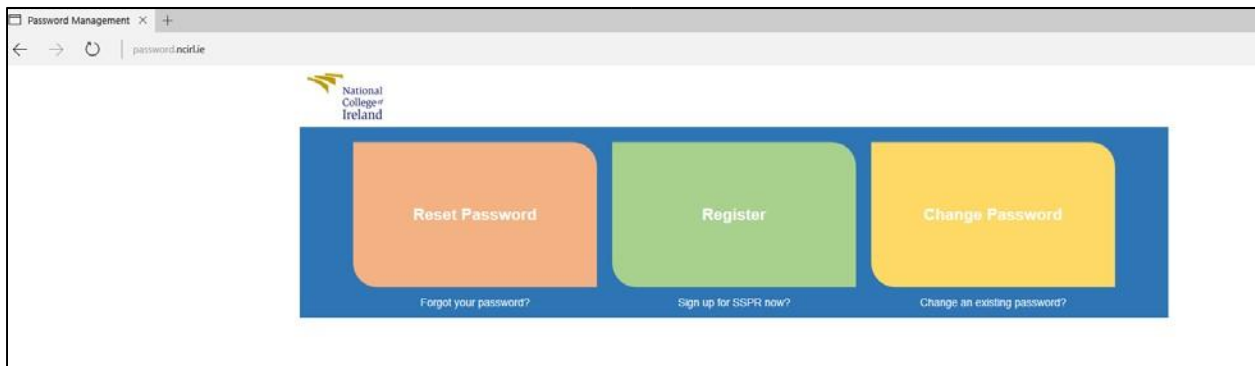 Password Management
password.ncirl.ie
National
College of
Ireland
Reset Password
Register
Change Password
Forgot your password?
Sign up for SSPR now?
Change an existing password?